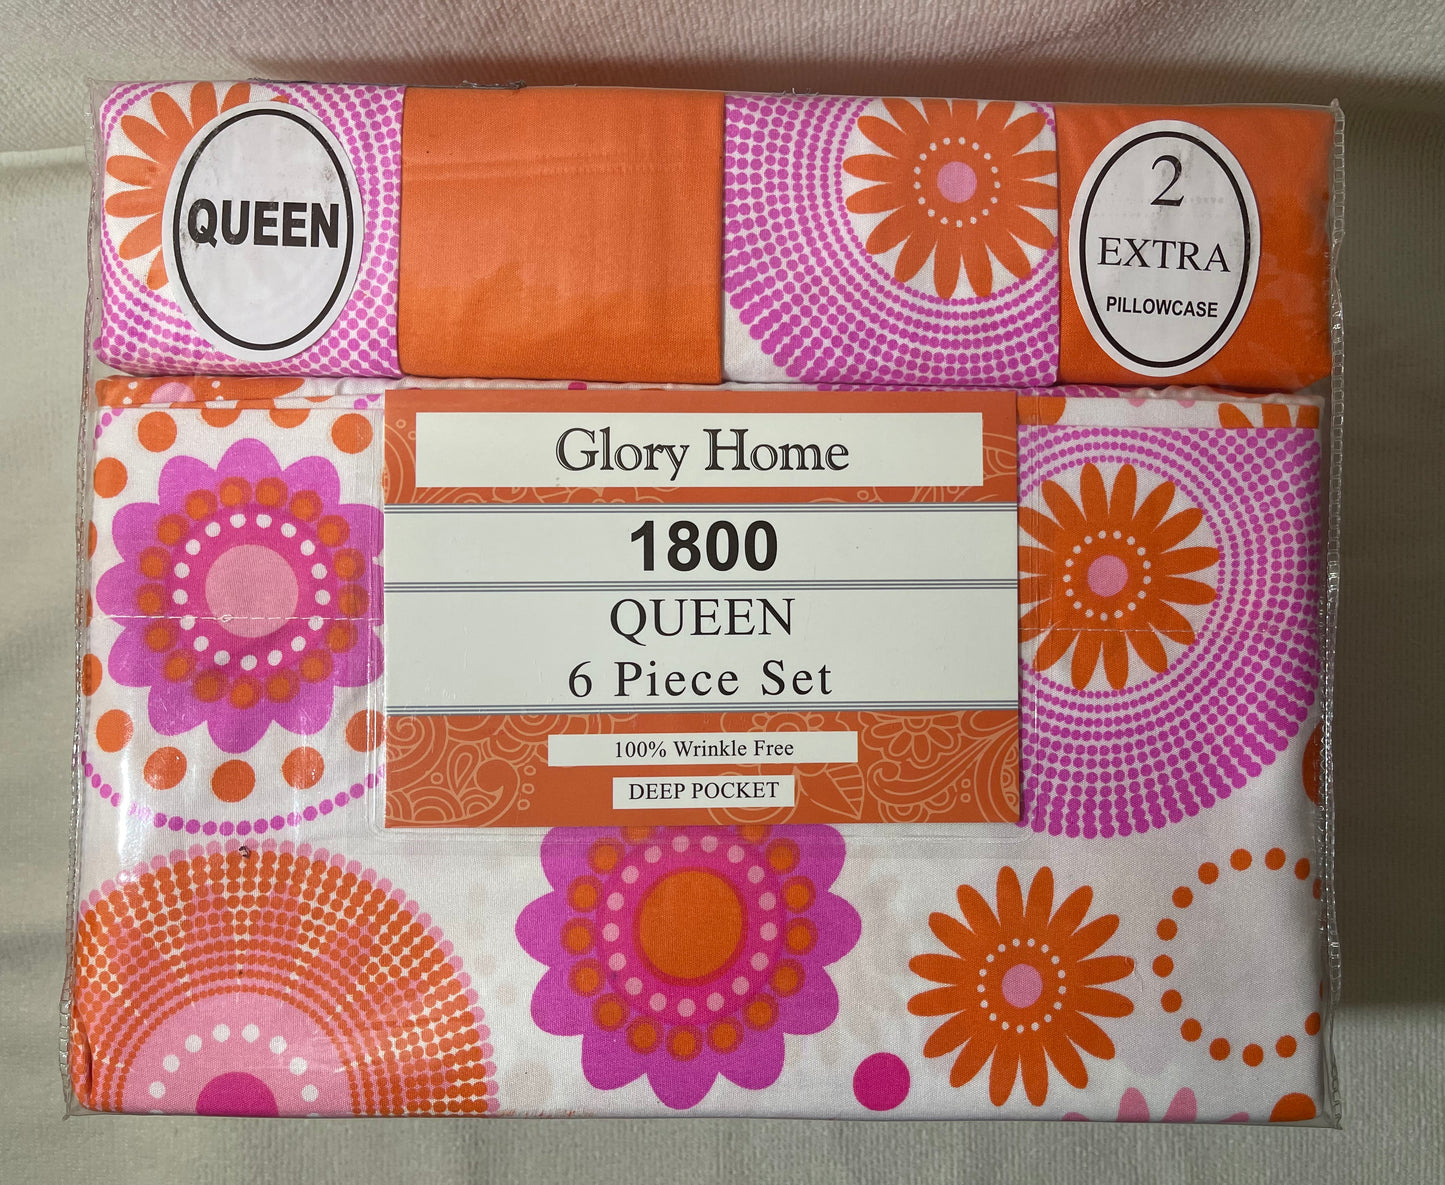 QUEEN
2
EXTRA
PILLOWCASE
Glory Home
1800
QUEEN
6 Piece Set
100% Wrinkle Free
DEEP POCKET